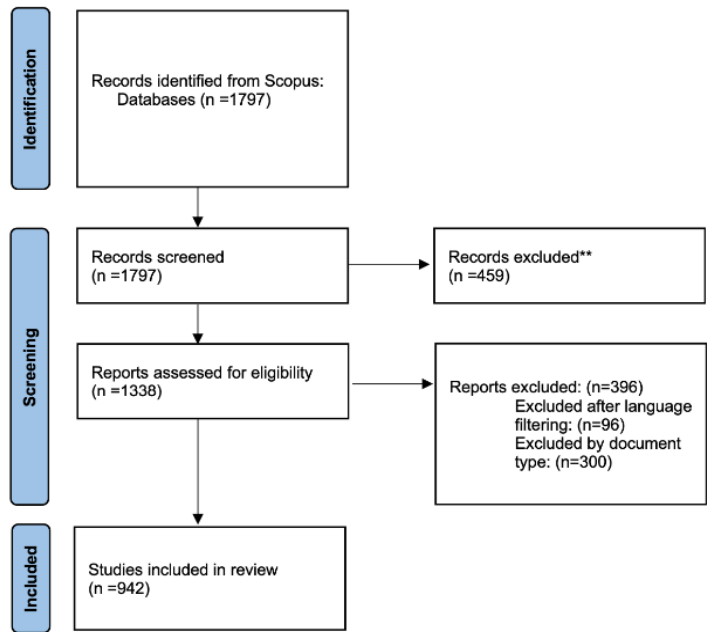 Identification
Records identified from Scopus:
Databases (n =1797)
Screening
Records screened
(n =1797)
Records excluded**
(n =459)
Reports assessed for eligibility
(n =1338)
Reports excluded: (n=396)
Excluded after language
filtering: (n=96)
Excluded by document
type: (n=300)
Included
Studies included in review
(n =942)